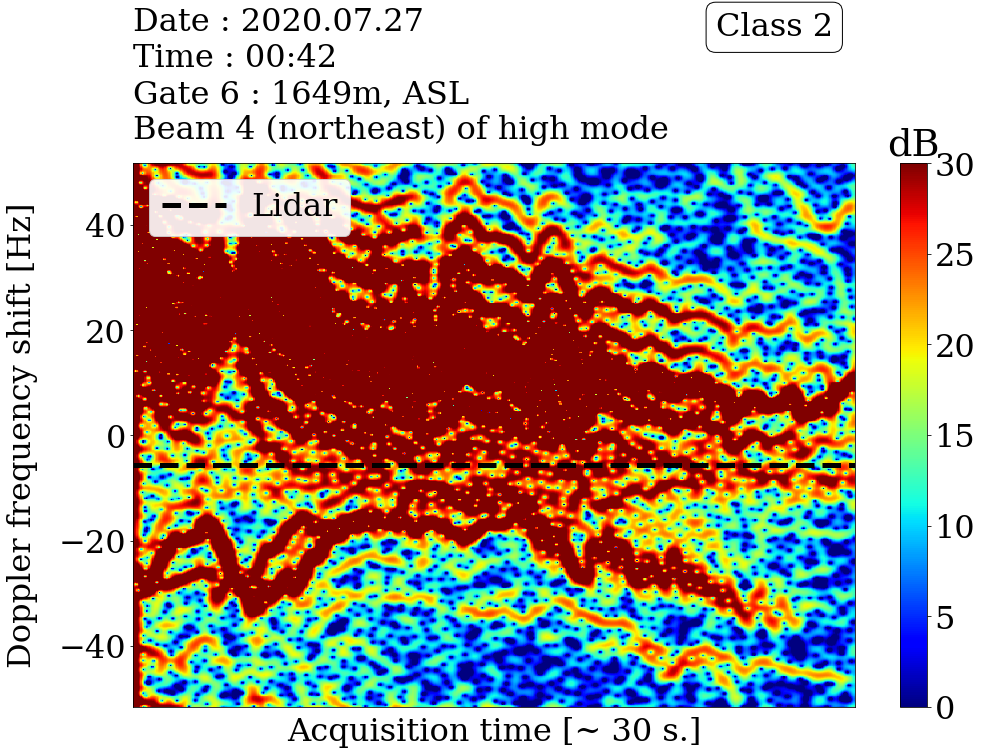 Date : 2020.07.27
Time : 00:42
Gate 6 : 1649m, ASL
Beam 4 (northeast) of high mode
Class 2
dB
Lidar
Doppler frequency shift [Hz]
40
20
0
−20
−40
30
25
20
15
10
5
0
Acquisition time [~ 30 s.]